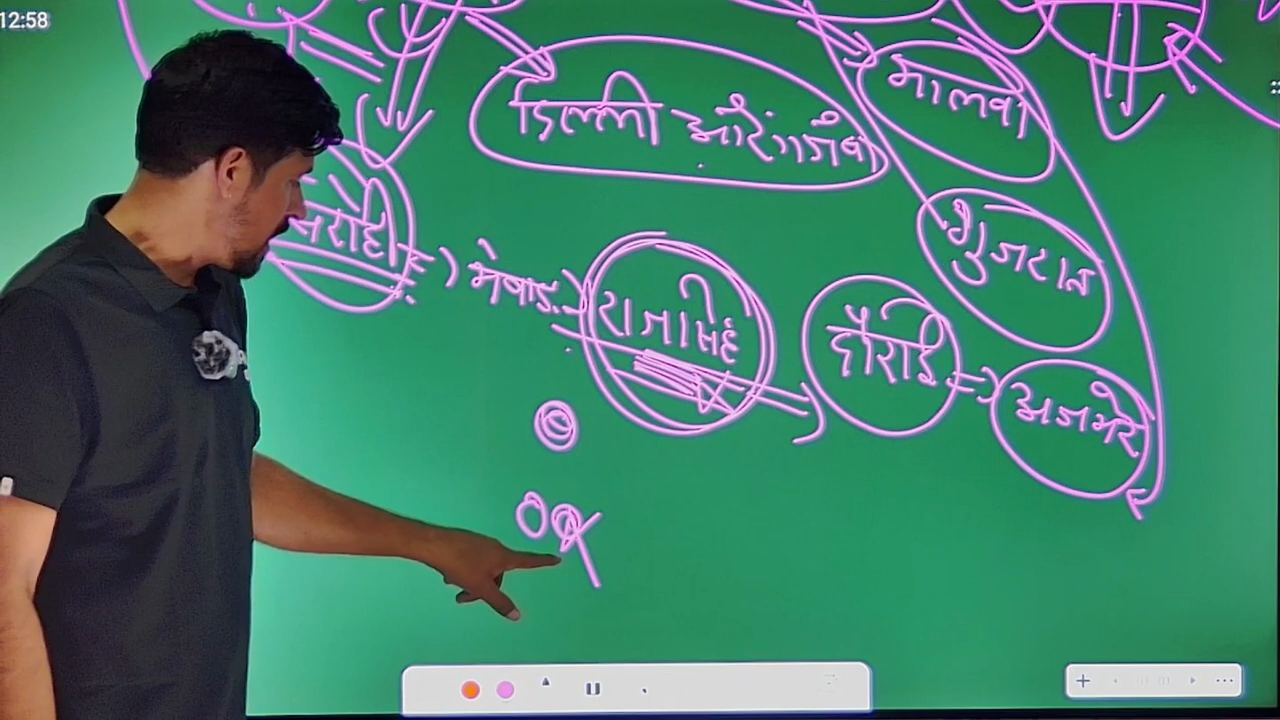 12:58
मालवा
दिल्ली औरंगजेब
गुजरात
मेवाड़
राजसिंह
दौराई
अजमेर